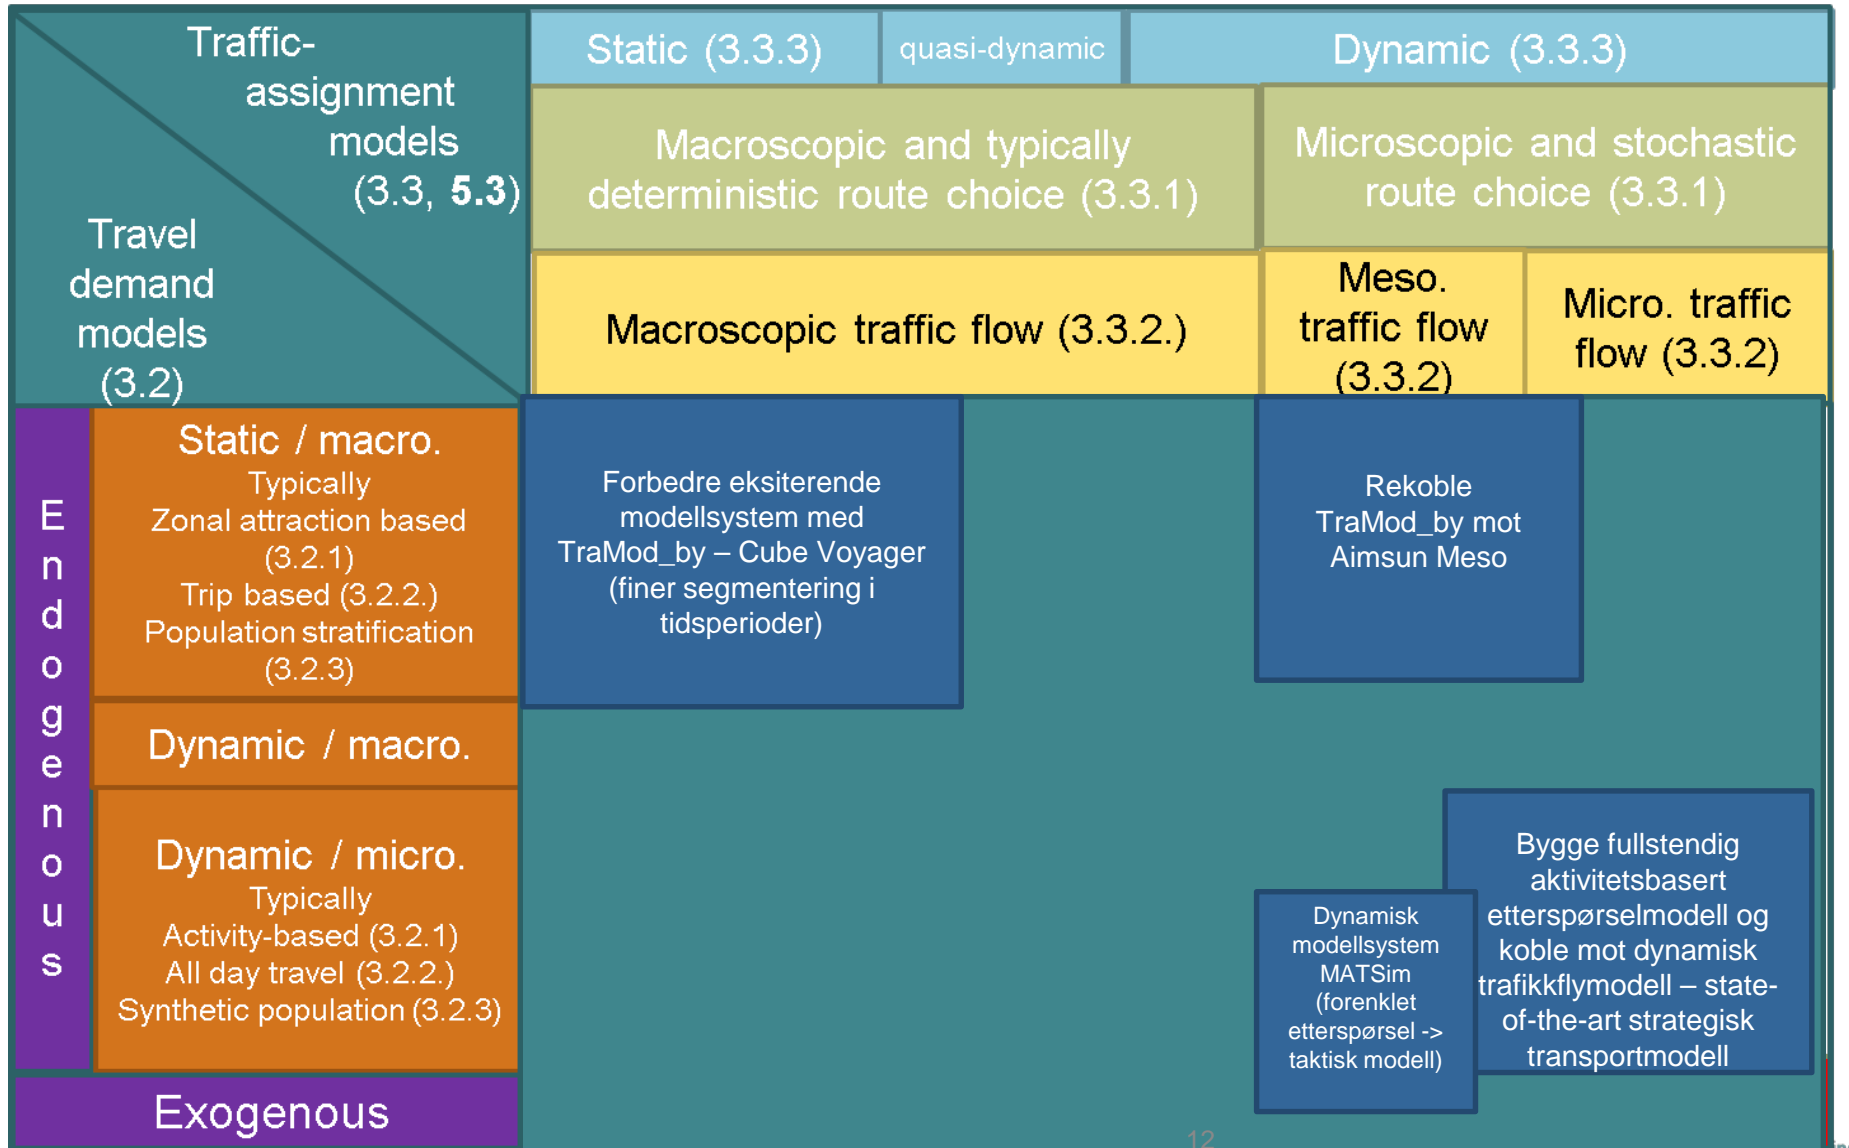 Traffic-
assignment
models
(3.3, 5.3)
Travel
demand
models
(3.2)
Static (3.3.3)
quasi-dynamic
Dynamic (3.3.3)
Macroscopic and typically
deterministic route choice (3.3.1)
Microscopic and stochastic
route choice (3.3.1)
Macroscopic traffic flow (3.3.2.)
Meso.
traffic flow
(3.3.2)
Micro. traffic
flow (3.3.2)
Endogenous
Static / macro.
Typically
Zonal attraction based
(3.2.1)
Trip based (3.2.2.)
Population stratification
(3.2.3)
Dynamic / macro.
Dynamic / micro.
Typically
Activity-based (3.2.1)
All day travel (3.2.2.)
Synthetic population (3.2.3)
Exogenous
Forbedre eksiterende
modellsystem med
TraMod_by – Cube Voyager
(finer segmentering i
tidsperioder)
Rekoble
TraMod_by mot
Aimsun Meso
Dynamisk
modellsystem
MATSim
(forenklet
etterspørsel ->
taktisk modell)
Bygge fullstendig
aktivitetsbasert
etterspørselmodell og
koble mot dynamisk
trafikkflymodell – state-
of-the-art strategisk
transportmodell
12